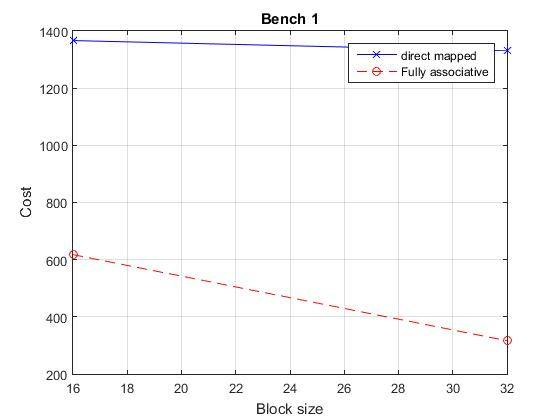 Bench 1
direct mapped
Fully associative
1400
1200
1000
800
600
400
200
Cost
16 18 20 22 24 26 28 30 32
Block size